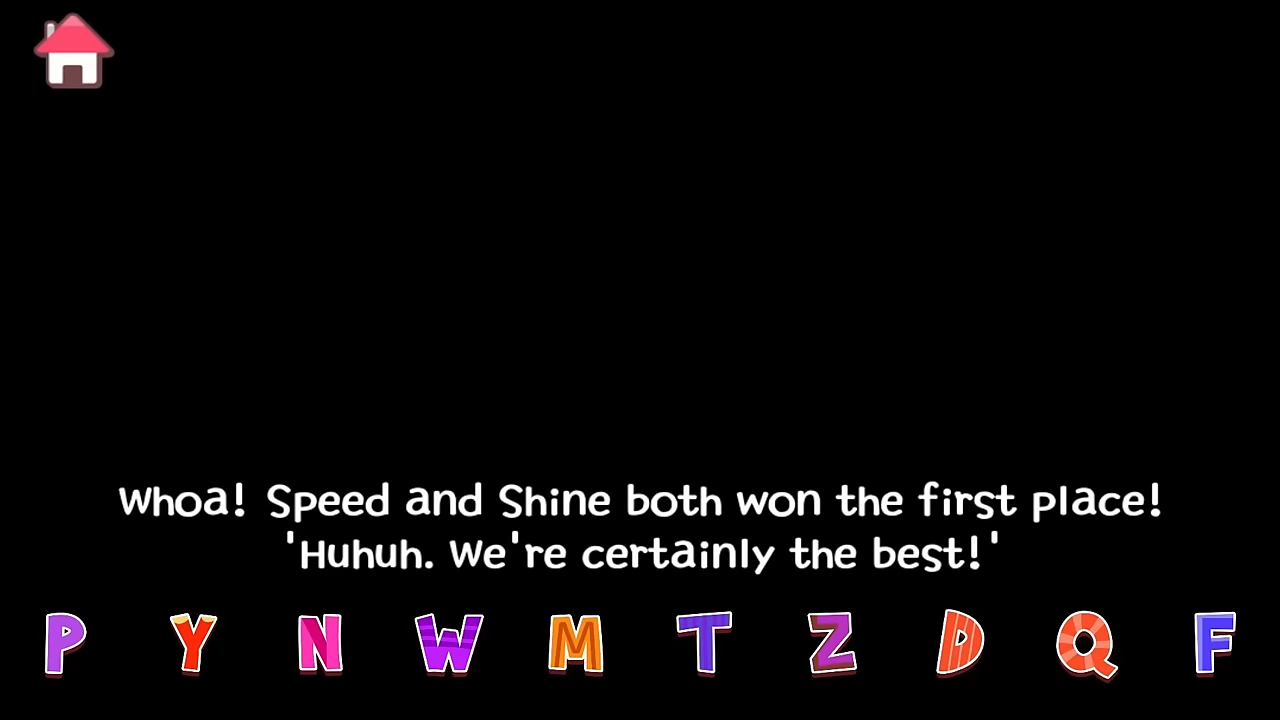 Whoa! Speed and Shine both won the first place!
'Huhuh. We're certainly the best!'
P Y N W M T Z D Q F